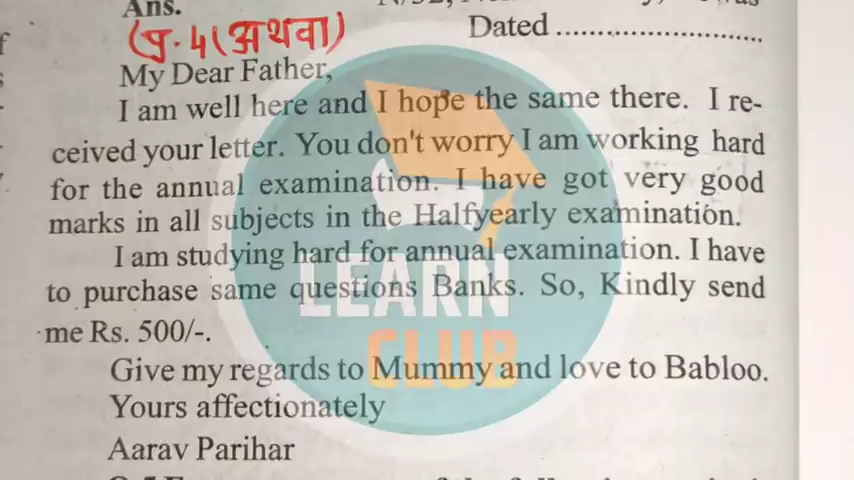 Ans.
(प्र. 4 (अथवा)
Dated ..............................
My Dear Father,
I am well here and I hope the same there. I re-
ceived your letter. You don't worry I am working hard
for the annual examination. I have got very good
marks in all subjects in the Halfyearly examination.
I am studying hard for annual examination. I have
to purchase same questions Banks. So, Kindly send
me Rs. 500/-.
Give my regards to Mummy and love to Babloo.
Yours affectionately
Aarav Parihar
LEARN
CLUB